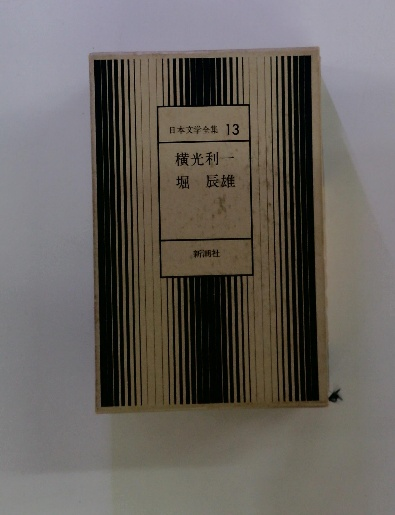 日本文学全集 13
横光利一
堀 辰雄
新潮社